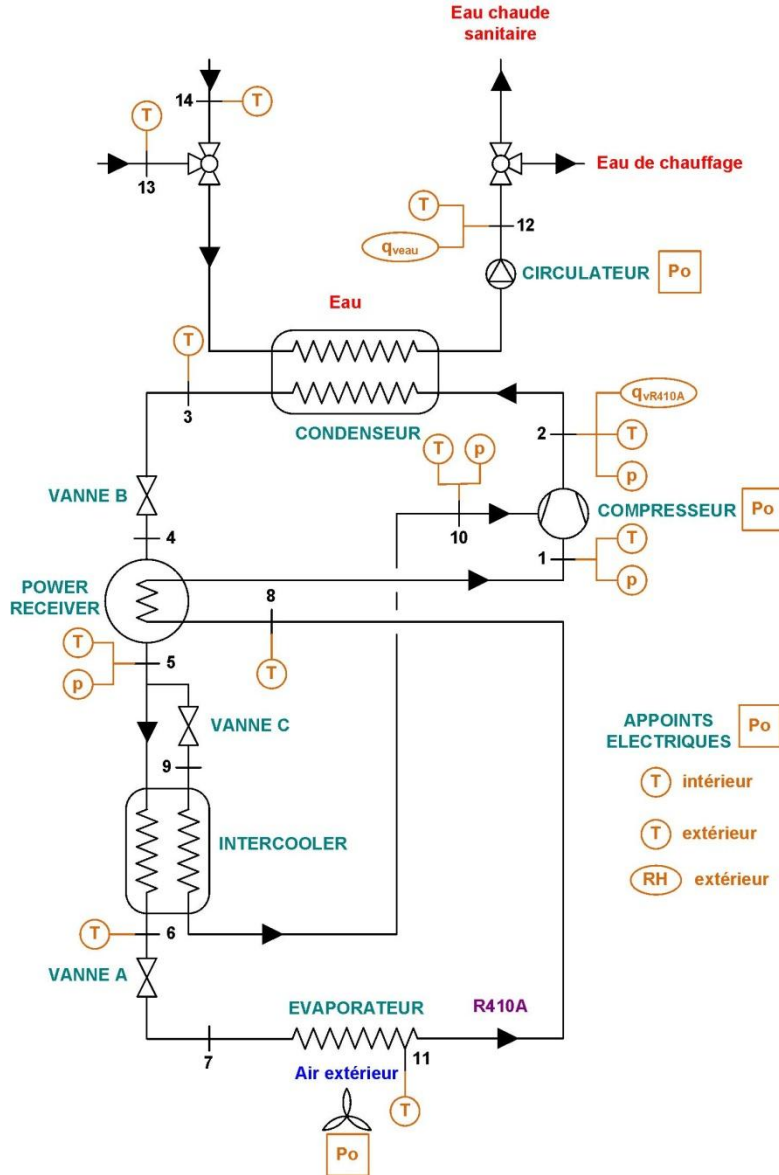 Eau chaude
sanitaire
T
14
T
13
Eau de chauffage
T
12
qveau
CIRCULATEUR
Po
Eau
T
3
CONDENSEUR
qvR410A
2
T
p
T
p
VANNE B
COMPRESSEUR
Po
10
4
1
T
p
POWER
RECEIVER
8
T
5
p
T
VANNE C
APPOINTS
ELECTRIQUES
Po
9
T
intérieur
INTERCOOLER
T
extérieur
RH
extérieur
T
6
VANNE A
EVAPORATEUR
R410A
7
11
Air extérieur
T
Po